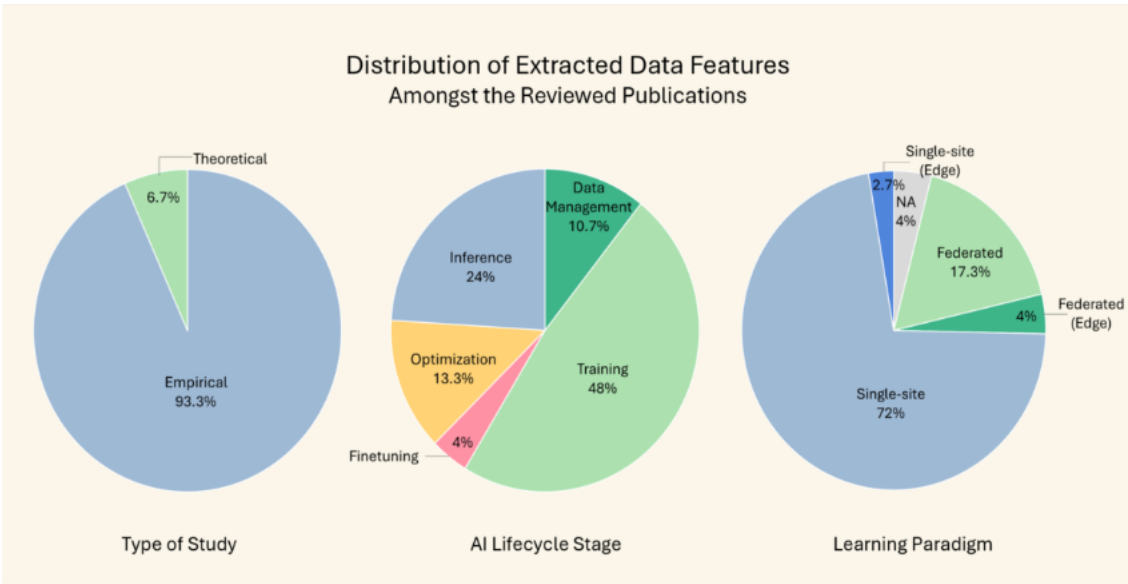 Distribution of Extracted Data Features
Amongst the Reviewed Publications
Theoretical
6.7%
Empirical
93.3%
Type of Study
Data
Management
10.7%
Inference
24%
Training
48%
Optimization
13.3%
4%
Finetuning
AI Lifecycle Stage
Single-site
(Edge)
2.7%
NA
4%
Federated
17.3%
Federated
(Edge)
4%
Single-site
72%
Learning Paradigm